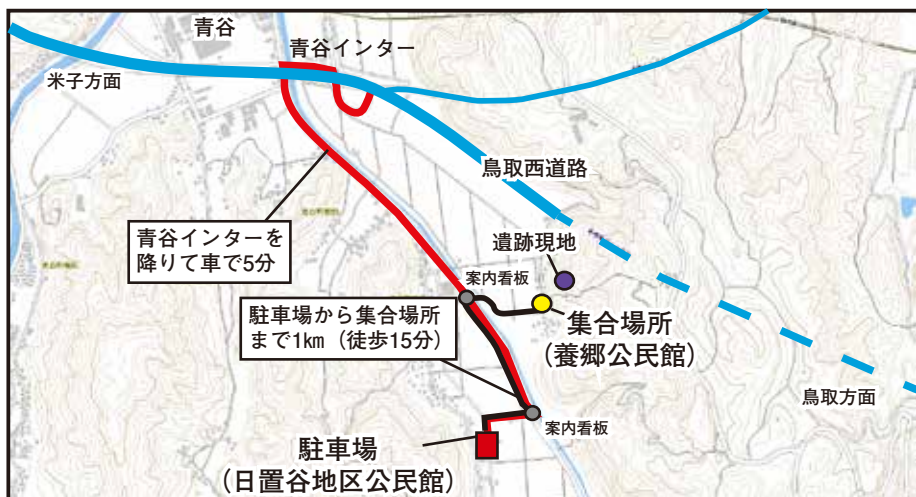 青谷
青谷インター
米子方面
鳥取西道路
青谷インターを
降りて車で5分
遺跡現地
案内看板
駐車場から集合場所
まで1km（徒歩15分）
集合場所
（養郷公民館）
鳥取方面
案内看板
駐車場
（日置谷地区公民館）